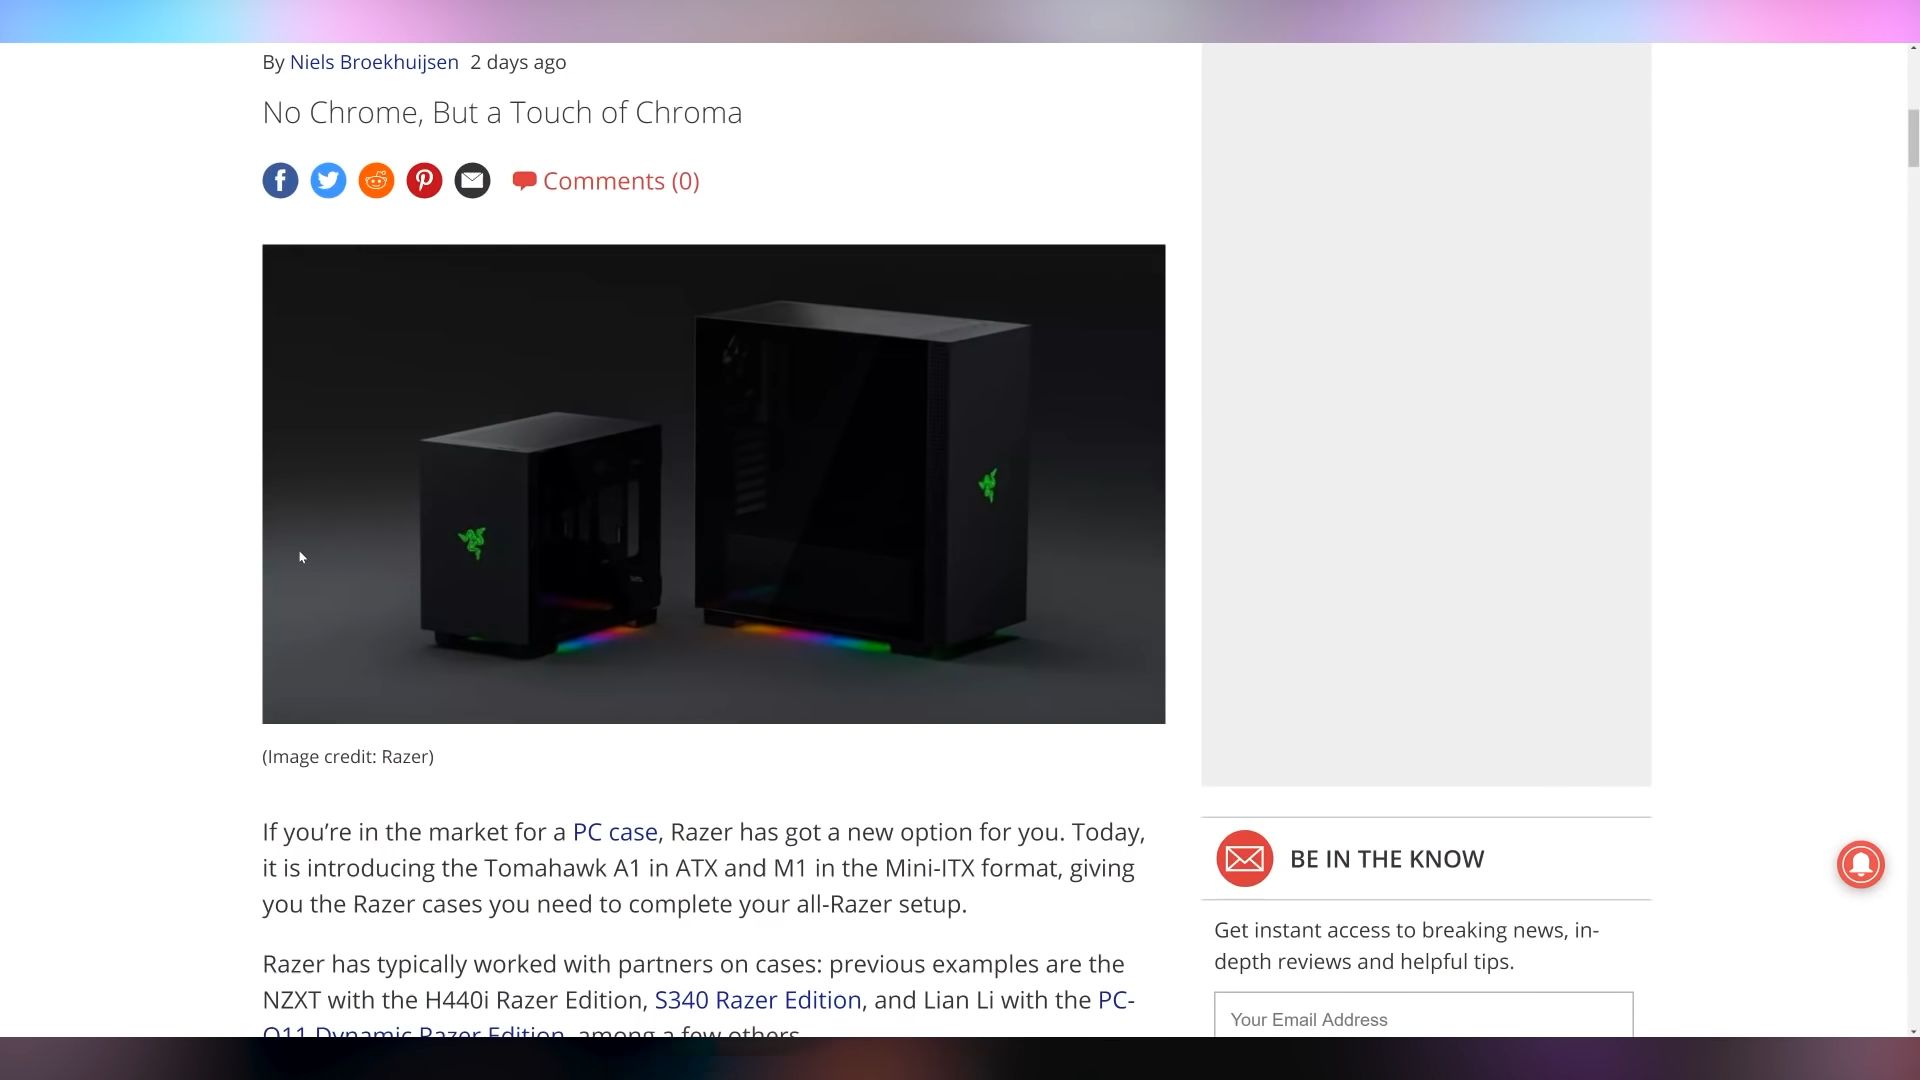 By Niels Broekhuijsen 2 days ago
No Chrome, But a Touch of Chroma
Comments (0)
(Image credit: Razer)
If you’re in the market for a PC case, Razer has got a new option for you. Today,
it is introducing the Tomahawk A1 in ATX and M1 in the Mini-ITX format, giving
you the Razer cases you need to complete your all-Razer setup.
Razer has typically worked with partners on cases: previous examples are the
NZXT with the H440i Razer Edition, S340 Razer Edition, and Lian Li with the PC-
O11 Dynamic Razer Edition, among a few others.
BE IN THE KNOW
Get instant access to breaking news, in-
depth reviews and helpful tips.
Your Email Address